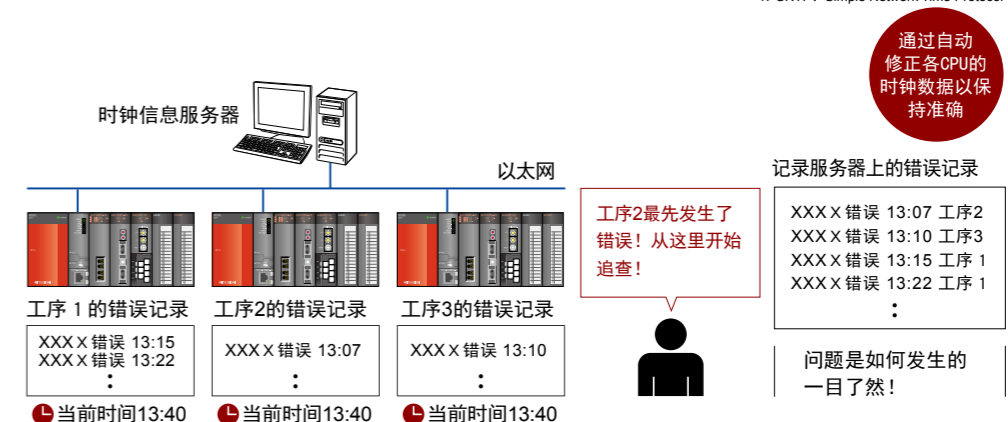 通过自动
修正各CPU的
时钟数据以保
持准确
时钟信息服务器
以太网
记录服务器上的错误记录
工序2最先发生了
错误！从这里开始
追查！
XXXX错误 13:07 工序2
XXXX错误 13:10 工序3
XXXX错误 13:15 工序 1
XXXX错误 13:22 工序 1
:
工序 1 的错误记录
XXXX错误 13:15
XXXX错误 13:22
:
当前时间13:40
工序2的错误记录
XXXX错误 13:07
:
当前时间13:40
工序3的错误记录
XXXX错误 13:10
:
当前时间13:40
问题是如何发生的
一目了然！